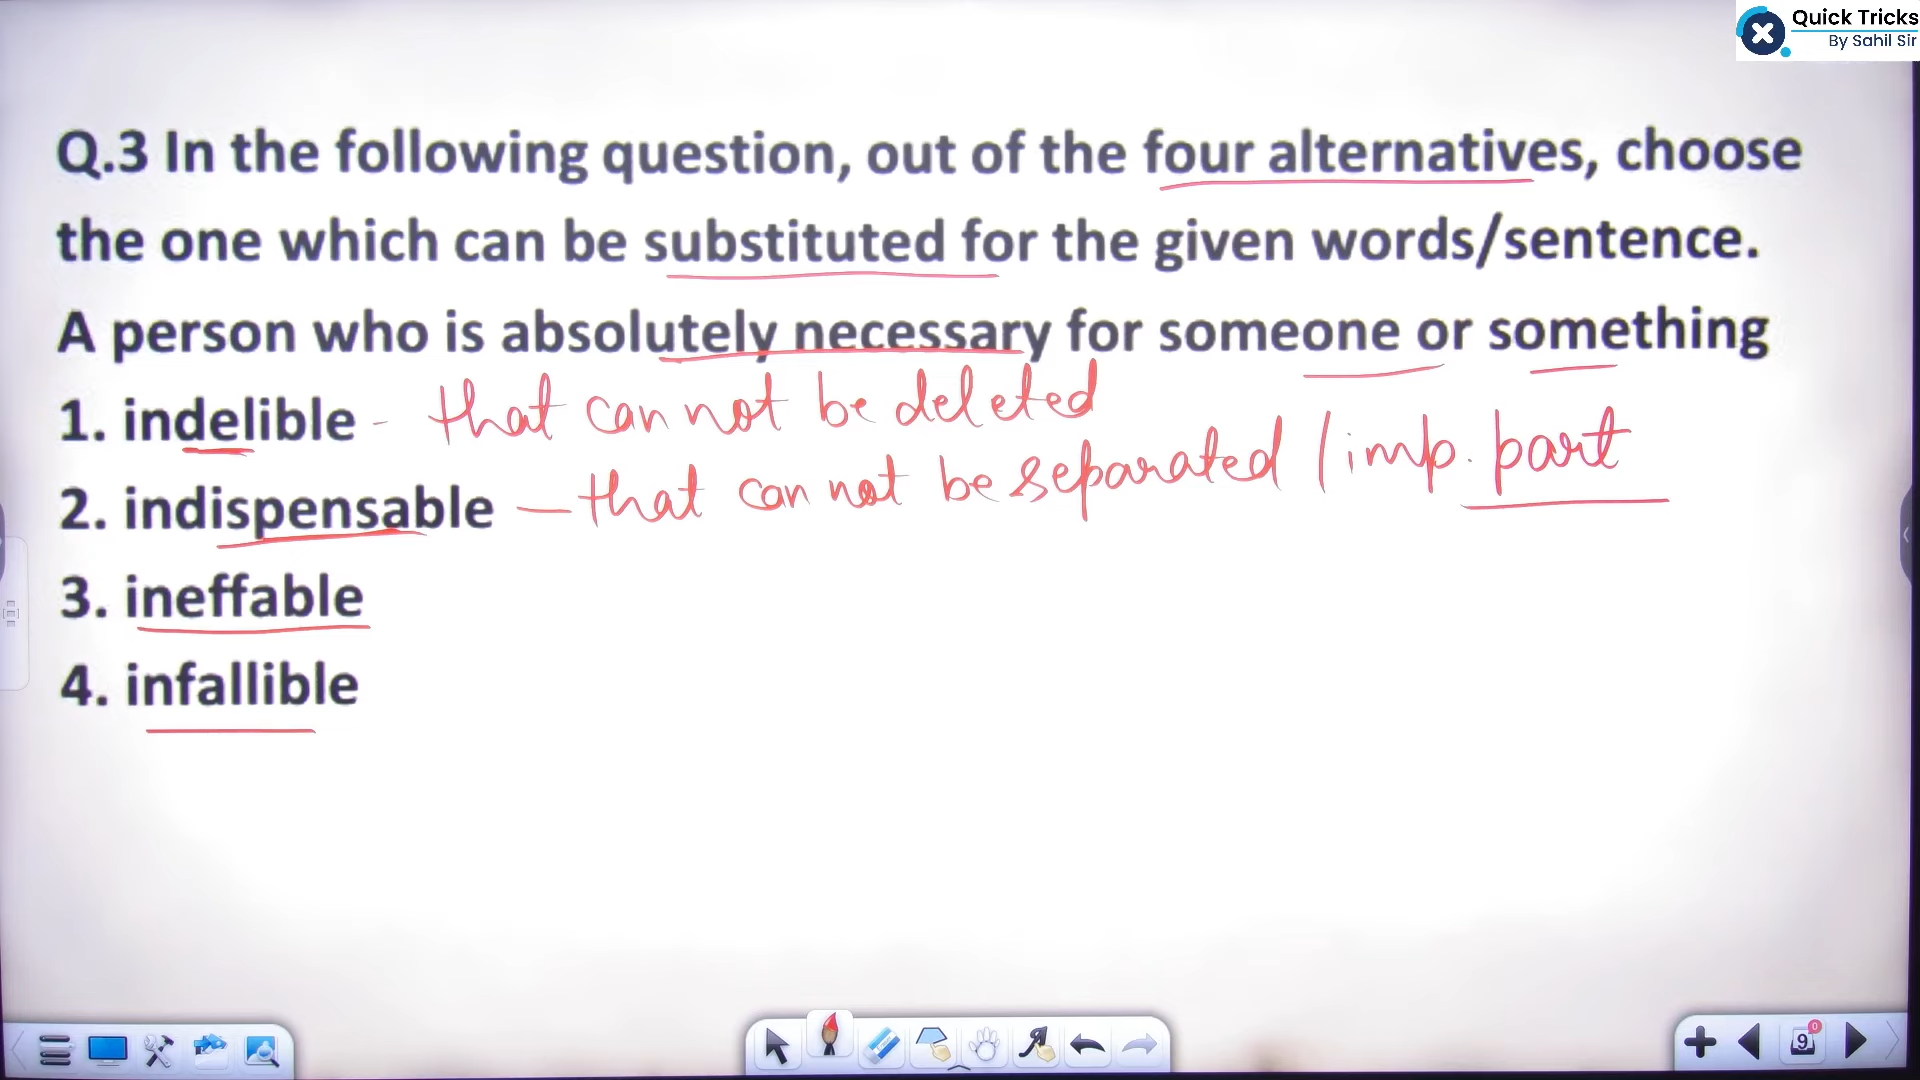 Quick Tricks
By Sahil Sir
Q.3 In the following question, out of the four alternatives, choose
the one which can be substituted for the given words/sentence.
A person who is absolutely necessary for someone or something
1. indelible - that can not be deleted
2. indispensable - that can not be separated / imp. part
3. ineffable
4. infallible
0
9